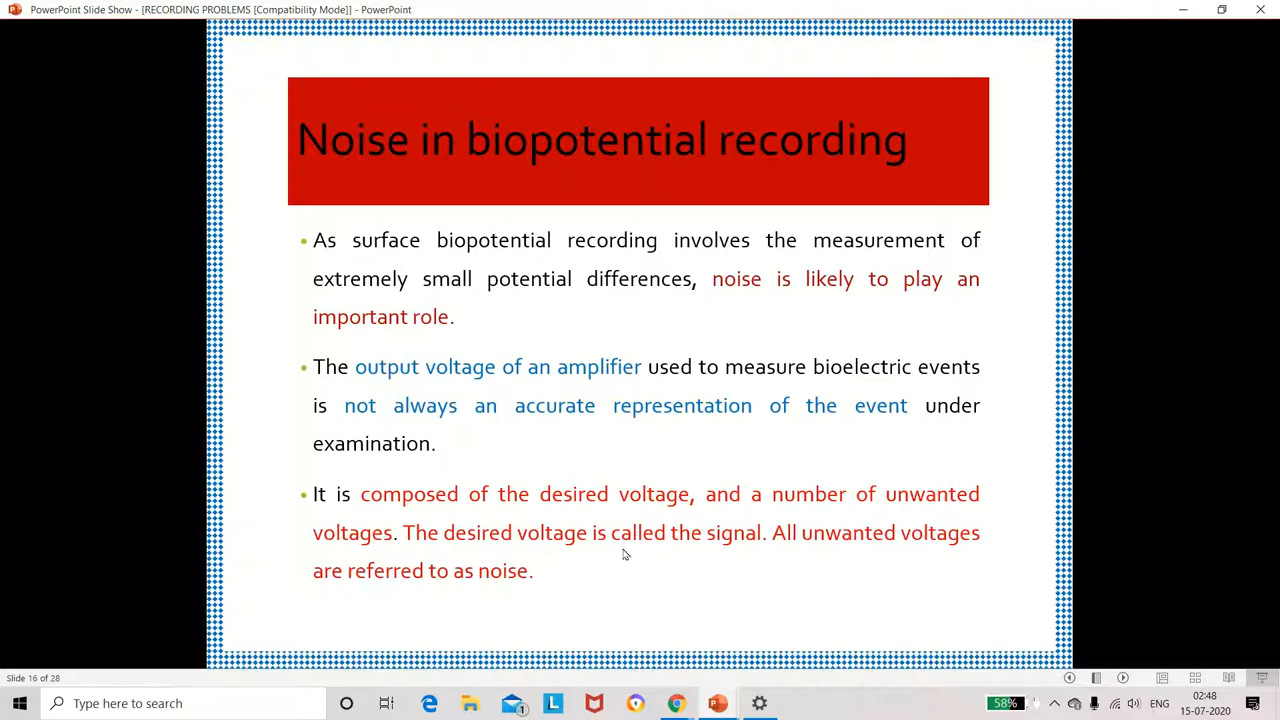 PowerPoint Slide Show - [RECORDING PROBLEMS [Compatibility Mode]] - PowerPoint
Noise in biopotential recording
• As surface biopotential recording involves the measurement of
extremely small potential differences, noise is likely to play an
important role.
• The output voltage of an amplifier used to measure bioelectric events
is not always an accurate representation of the event under
examination.
• It is composed of the desired voltage, and a number of unwanted
voltages. The desired voltage is called the signal. All unwanted voltages
are referred to as noise.
Slide 16 of 28
Type here to search
1
L
58%
ENG
02:48
15-07-2020